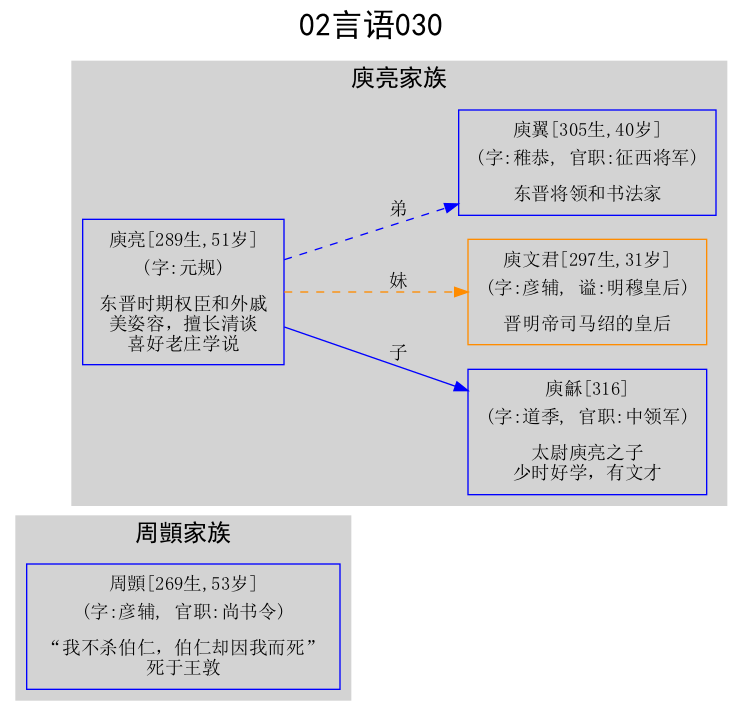 02言语030
庾亮家族
庾亮[289生,51岁]
(字:元规)
东晋时期权臣和外戚
美姿容，擅长清谈
喜好老庄学说
弟
妹
子
庾翼[305生,40岁]
(字:稚恭, 官职:征西将军)
东晋将领和书法家
庾文君[297生,31岁]
(字:彦辅, 谥:明穆皇后)
晋明帝司马绍的皇后
庾龢[316]
(字:道季, 官职:中领军)
太尉庾亮之子
少时好学，有文才
周顗家族
周顗[269生,53岁]
(字:彦辅, 官职:尚书令)
“我不杀伯仁，伯仁却因我而死”
死于王敦